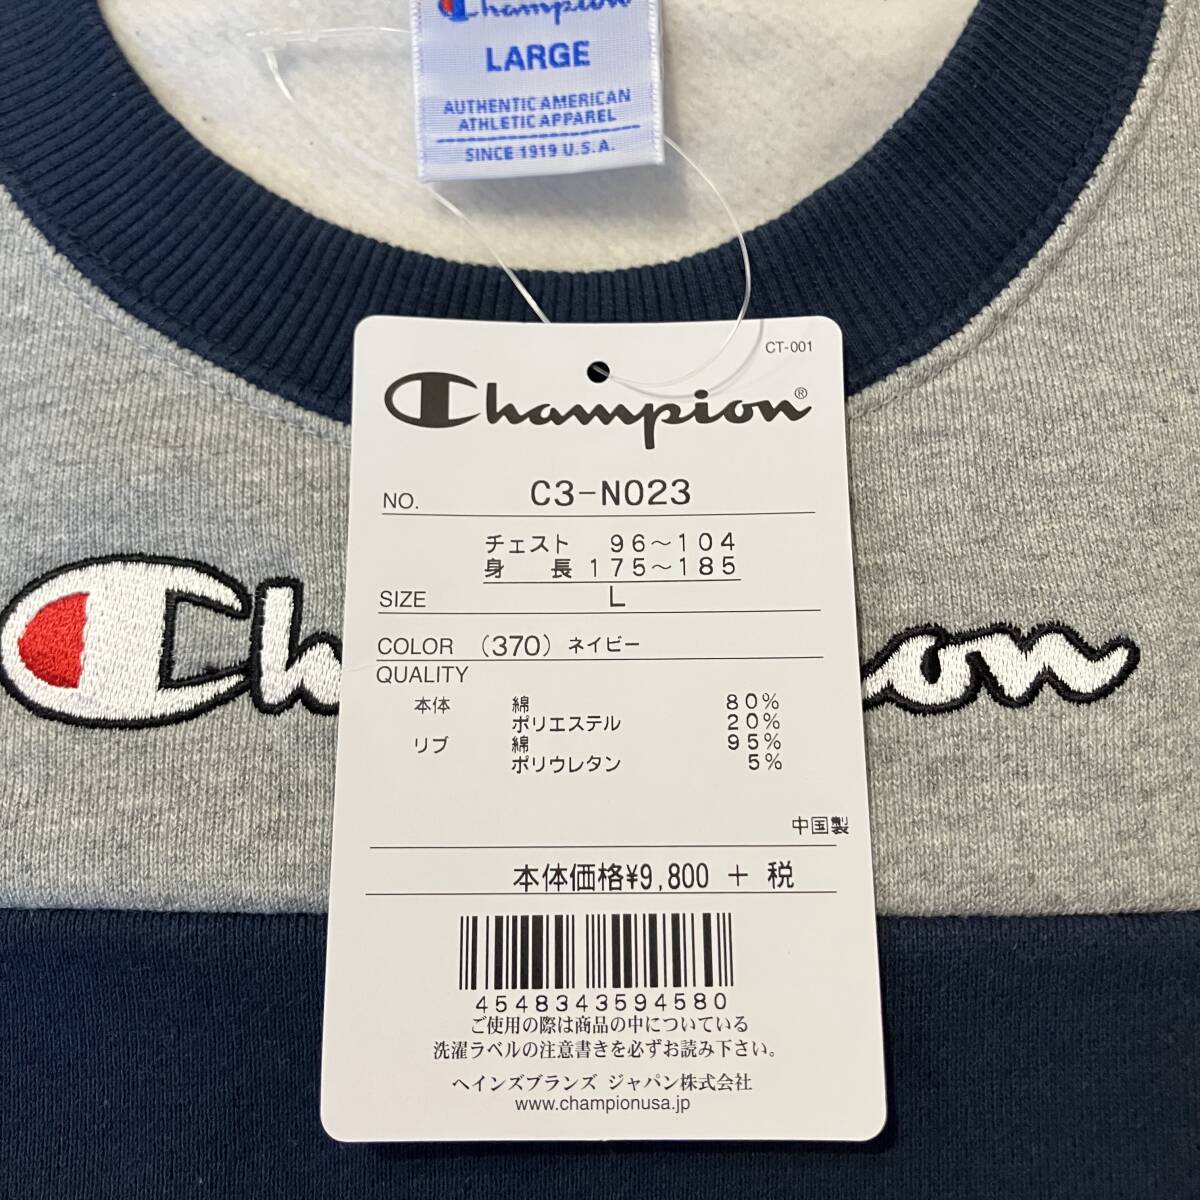 Champion
LARGE
AUTHENTIC AMERICAN
ATHLETIC APPAREL
SINCE 1919 U.S.A.
CT-001
Champion®
NO. C3-N023
チェスト 96～104
身長 175～185
SIZE L
COLOR (370) ネイビー
QUALITY
本体 綿 80%
ポリエステル 20%
リブ 綿 95%
ポリウレタン 5%
中国製
本体価格¥9,800 + 税
4548343594580
ご使用の際は商品の中についている
洗濯ラベルの注意書きを必ずお読み下さい。
ヘインズブランズ ジャパン株式会社
www.championusa.jp
Ch on